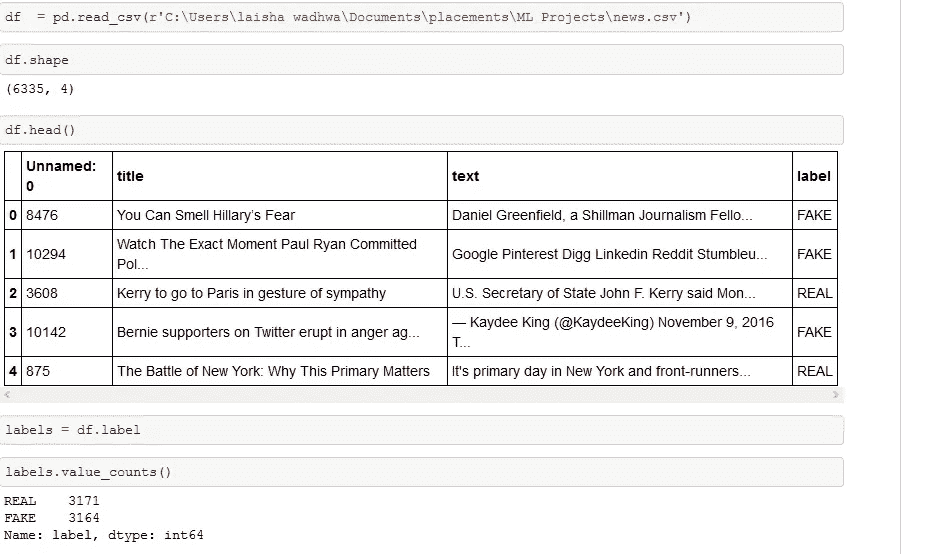 df  = pd.read_csv(r'C:\Users\laisha wadhwa\Documents\placements\ML Projects\news.csv')
df.shape
(6335, 4)
df.head()
Unnamed: 0 title text label
0 8476 You Can Smell Hillary's Fear Daniel Greenfield, a Shillman Journalism Fello... FAKE
1 10294 Watch The Exact Moment Paul Ryan Committed Pol... Google Pinterest Digg Linkedin Reddit Stumbleu... FAKE
2 3608 Kerry to go to Paris in gesture of sympathy U.S. Secretary of State John F. Kerry said Mon... REAL
3 10142 Bernie supporters on Twitter erupt in anger ag... — Kaydee King (@KaydeeKing) November 9, 2016 T... FAKE
4 875 The Battle of New York: Why This Primary Matters It's primary day in New York and front-runners... REAL
labels = df.label
labels.value_counts()
REAL    3171
FAKE    3164
Name: label, dtype: int64